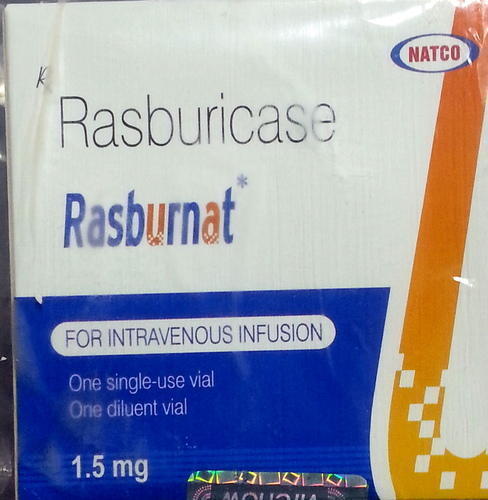 NATCO
Rasburicase
Rasburnat*
FOR INTRAVENOUS INFUSION
One single-use vial
One diluent vial
1.5 mg